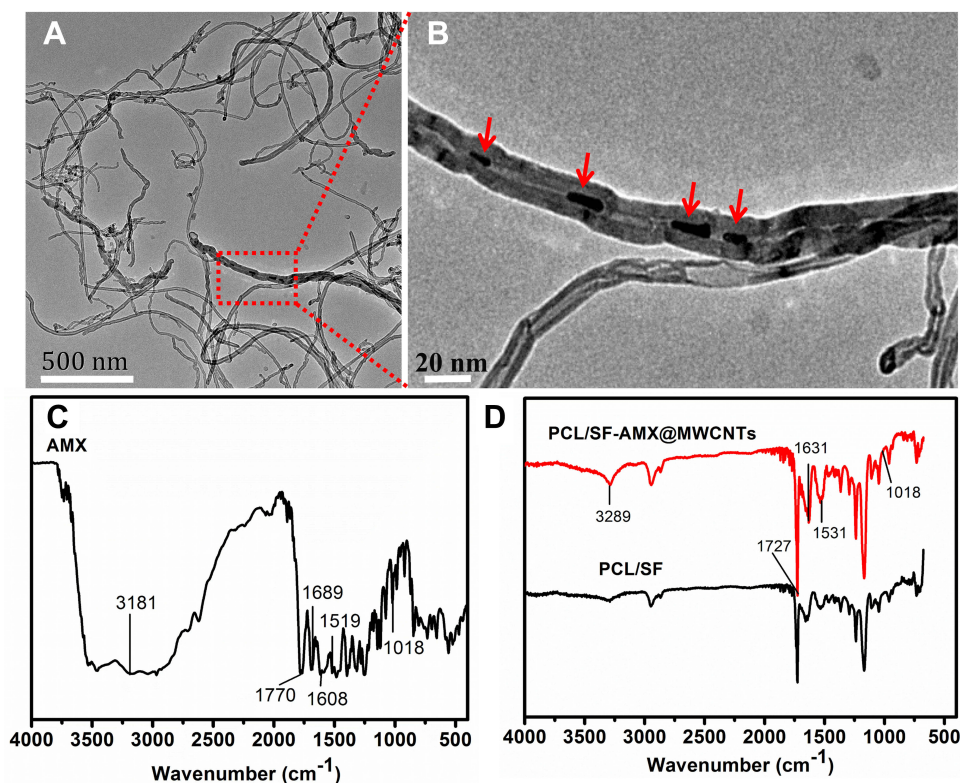 A
500 nm
B
20 nm
C
AMX
3181
1689
1519
1018
1770
1608
4000 3500 3000 2500 2000 1500 1000 500
Wavenumber (cm⁻¹)
D
PCL/SF-AMX@MWCNTs
1631
1018
3289
1531
1727
PCL/SF
4000 3500 3000 2500 2000 1500 1000 500
Wavenumber (cm⁻¹)